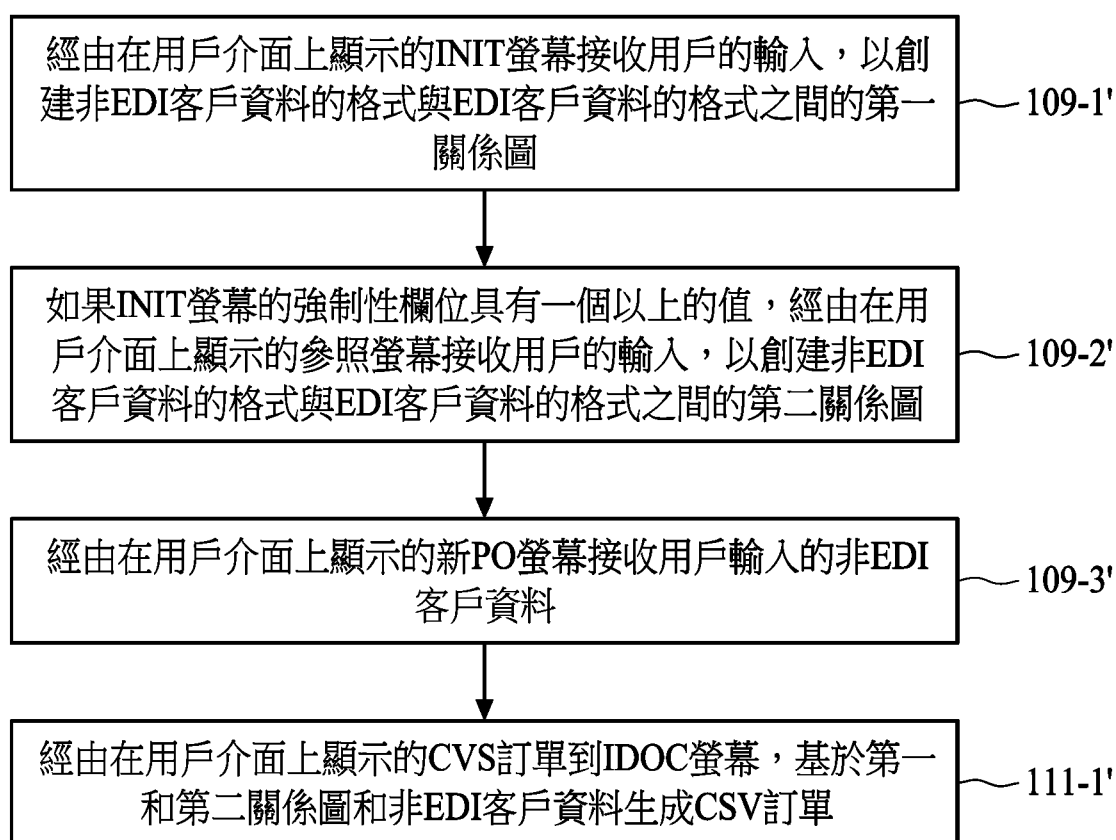 經由在用戶介面上顯示的INIT螢幕接收用戶的輸入，以創
建非EDI客戶資料的格式與EDI客戶資料的格式之間的第一
關係圖
109-1'
如果INIT螢幕的強制性欄位具有一個以上的值，經由在用
戶介面上顯示的參照螢幕接收用戶的輸入，以創建非EDI
客戶資料的格式與EDI客戶資料的格式之間的第二關係圖
109-2'
經由在用戶介面上顯示的新PO螢幕接收用戶輸入的非EDI
客戶資料
109-3'
經由在用戶介面上顯示的CVS訂單到IDOC螢幕，基於第一
和第二關係圖和非EDI客戶資料生成CSV訂單
111-1'